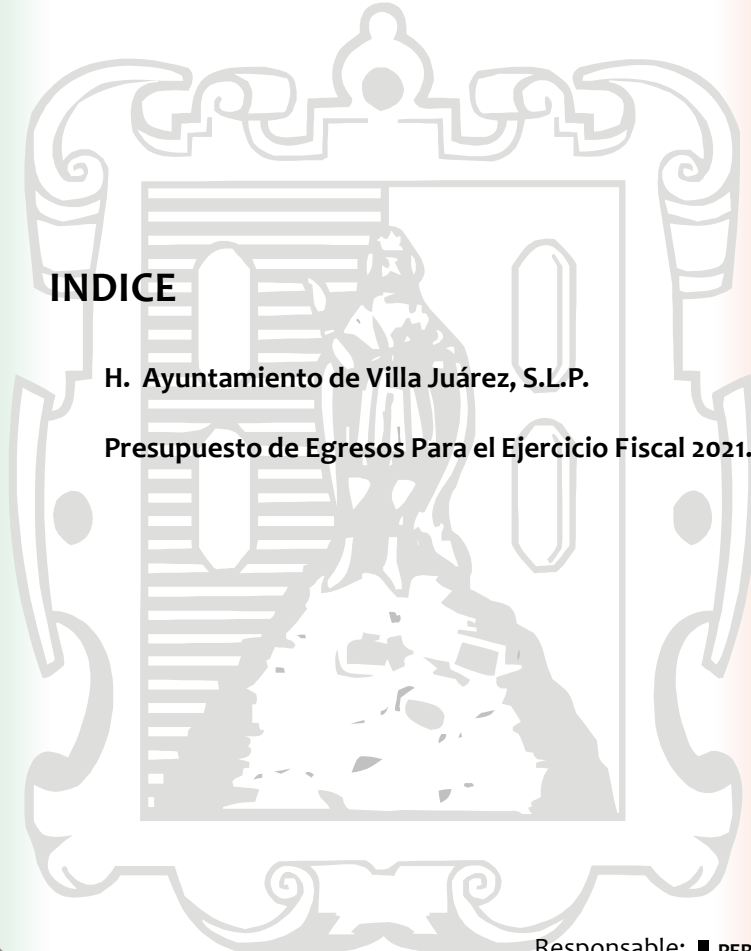 INDICE
H. Ayuntamiento de Villa Juárez, S.L.P.
Presupuesto de Egresos Para el Ejercicio Fiscal 2021.
Responsable: